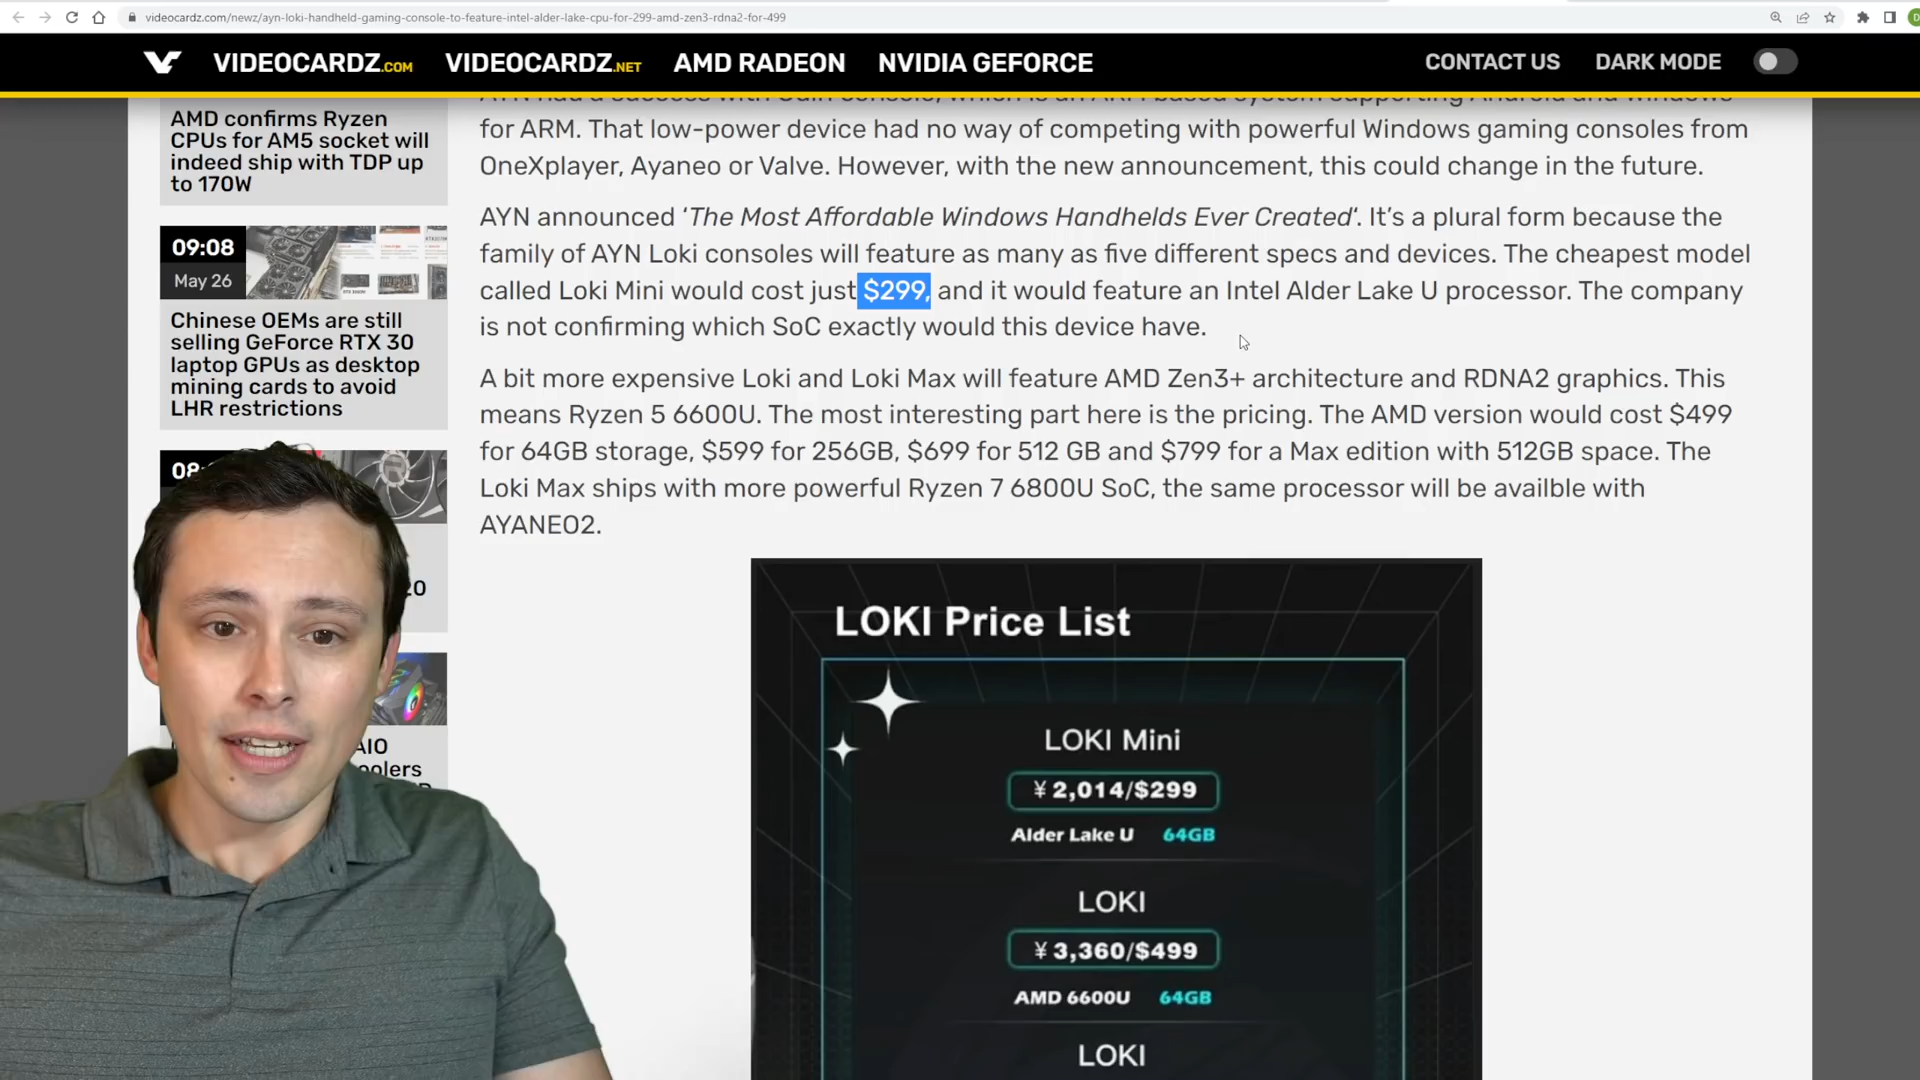 videocardz.com/newz/ayn-loki-handheld-gaming-console-to-feature-intel-alder-lake-cpu-for-299-amd-zen3-rdna2-for-499
VIDEOCARDZ.COM VIDEOCARDZ.NET AMD RADEON NVIDIA GEFORCE CONTACT US DARK MODE
AMD confirms Ryzen
CPUs for AM5 socket will
indeed ship with TDP up
to 170W
09:08
May 26
Chinese OEMs are still
selling GeForce RTX 30
laptop GPUs as desktop
mining cards to avoid
LHR restrictions
AIO
for ARM. That low-power device had no way of competing with powerful Windows gaming consoles from
OneXplayer, Ayaneo or Valve. However, with the new announcement, this could change in the future.
AYN announced ‘The Most Affordable Windows Handhelds Ever Created‘. It’s a plural form because the
family of AYN Loki consoles will feature as many as five different specs and devices. The cheapest model
called Loki Mini would cost just $299, and it would feature an Intel Alder Lake U processor. The company
is not confirming which SoC exactly would this device have.
A bit more expensive Loki and Loki Max will feature AMD Zen3+ architecture and RDNA2 graphics. This
means Ryzen 5 6600U. The most interesting part here is the pricing. The AMD version would cost $499
for 64GB storage, $599 for 256GB, $699 for 512 GB and $799 for a Max edition with 512GB space. The
Loki Max ships with more powerful Ryzen 7 6800U SoC, the same processor will be availble with
AYANEO2.
LOKI Price List
LOKI Mini
¥ 2,014/$299
Alder Lake U 64GB
LOKI
¥ 3,360/$499
AMD 6600U 64GB
LOKI